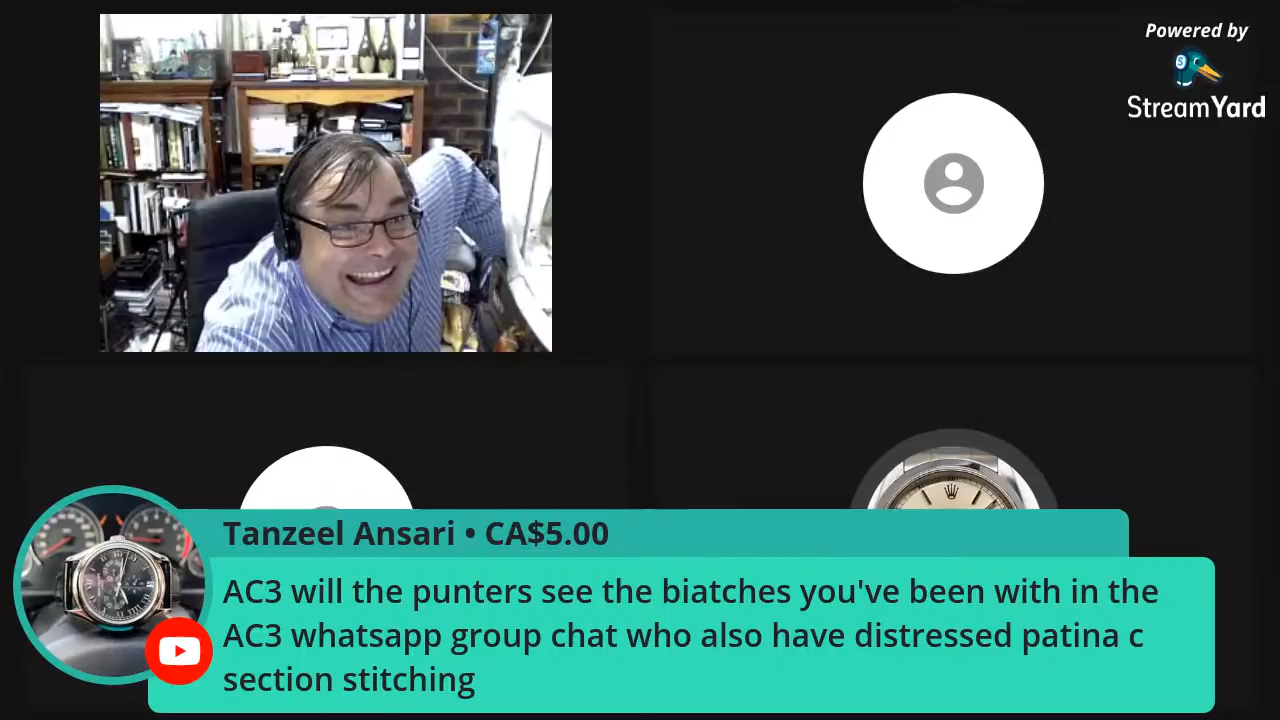 Powered by
StreamYard
Tanzeel Ansari • CA$5.00
AC3 will the punters see the biatches you've been with in the
AC3 whatsapp group chat who also have distressed patina c
section stitching